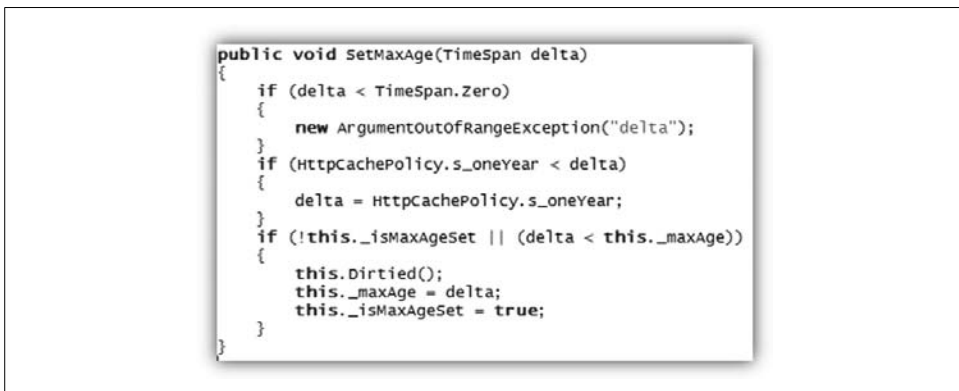 public void SetMaxAge(TimeSpan delta)
{
    if (delta < TimeSpan.Zero)
    {
        new ArgumentOutOfRangeException("delta");
    }
    if (HttpCachePolicy.s_oneYear < delta)
    {
        delta = HttpCachePolicy.s_oneYear;
    }
    if (!this._isMaxAgeSet || (delta < this._maxAge))
    {
        this.Dirtied();
        this._maxAge = delta;
        this._isMaxAgeSet = true;
    }
}